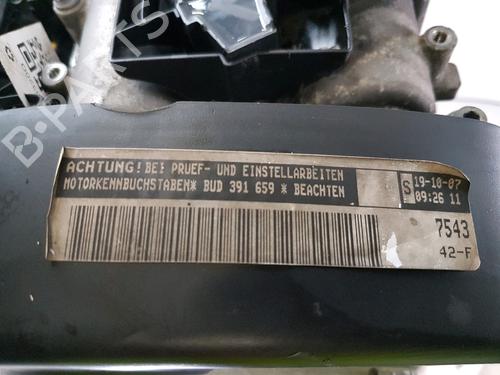 ACHTUNG! BEI PRUEF- UND EINSTELLARBEITEN
MOTORKENNBUCHSTABEN* BUD 391 659 * BEACHTEN
S 19-10-07
09:26 11
7543
42-F
B-PARTS